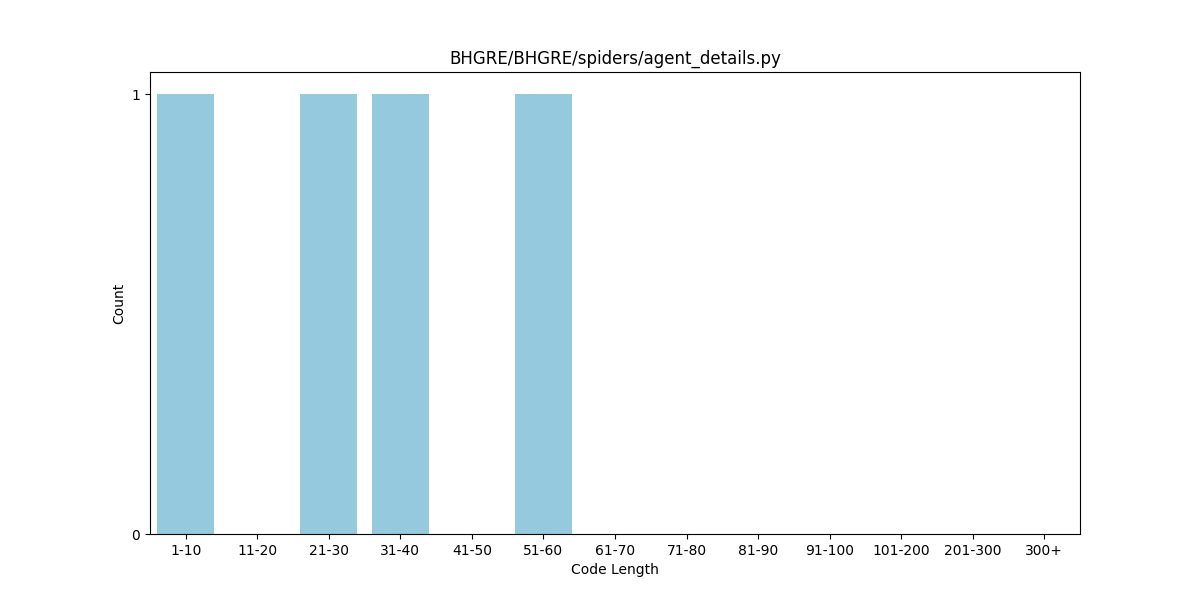 BHGRE/BHGRE/spiders/agent_details.py
1
0
Count
1-10 11-20 21-30 31-40 41-50 51-60 61-70 71-80 81-90 91-100 101-200 201-300 300+
Code Length